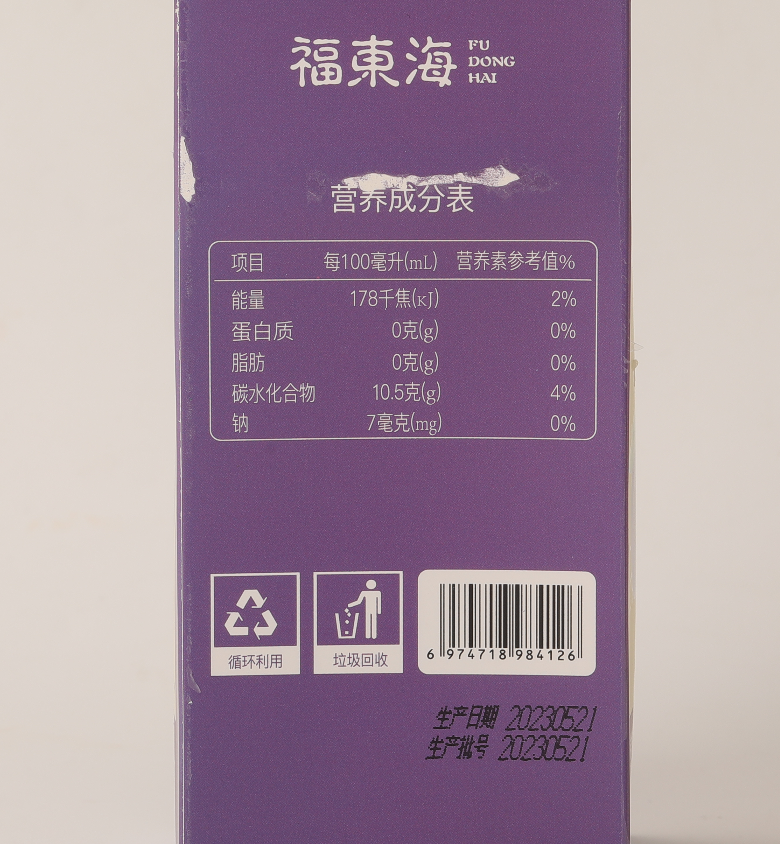 福東海 FU DONG HAI
营养成分表
项目 每100毫升(mL) 营养素参考值%
能量 178千焦(KJ) 2%
蛋白质 0克(g) 0%
脂肪 0克(g) 0%
碳水化合物 10.5克(g) 4%
钠 7毫克(mg) 0%
循环利用 垃圾回收
6 974718 984126
生产日期 20230521
生产批号 20230521